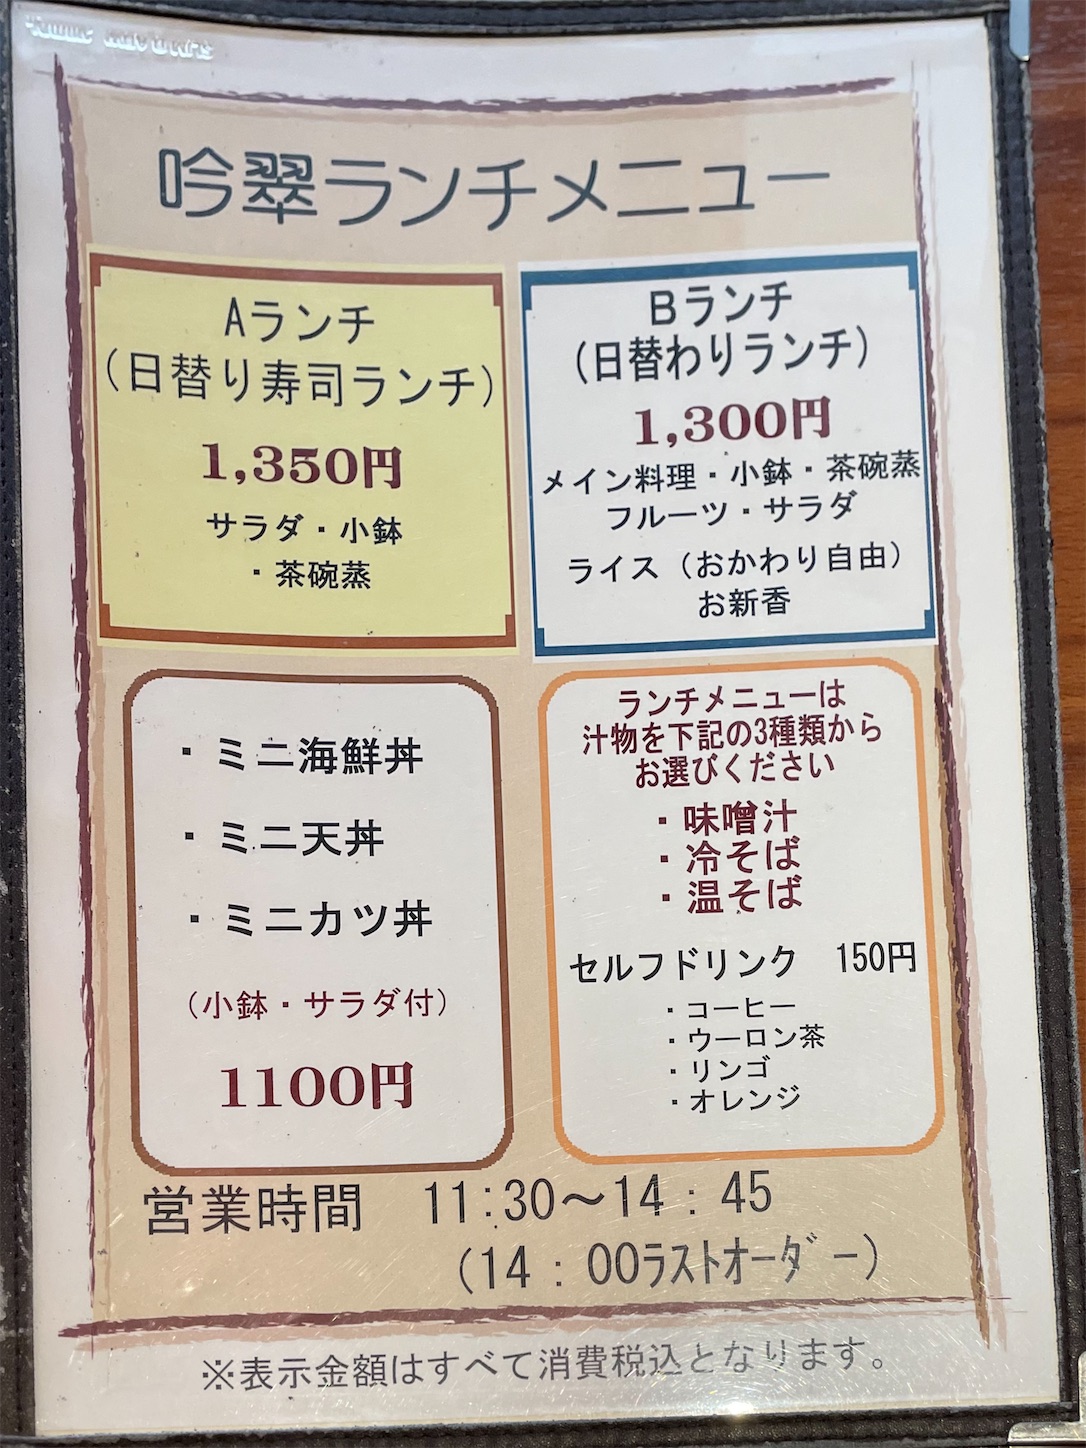 吟翠ランチメニュー
Aランチ
（日替り寿司ランチ）
1,350円
サラダ・小鉢
・茶碗蒸
Bランチ
（日替わりランチ）
1,300円
メイン料理・小鉢・茶碗蒸
フルーツ・サラダ
ライス（おかわり自由）
お新香
・ミニ海鮮丼
・ミニ天丼
・ミニカツ丼
（小鉢・サラダ付）
1100円
ランチメニューは
汁物を下記の3種類から
お選びください
・味噌汁
・冷そば
・温そば
セルフドリンク　150円
・コーヒー
・ウーロン茶
・リンゴ
・オレンジ
営業時間　11:30～14：45
（14：00ﾗｽﾄｵｰﾀﾞｰ）
※表示金額はすべて消費税込となります。